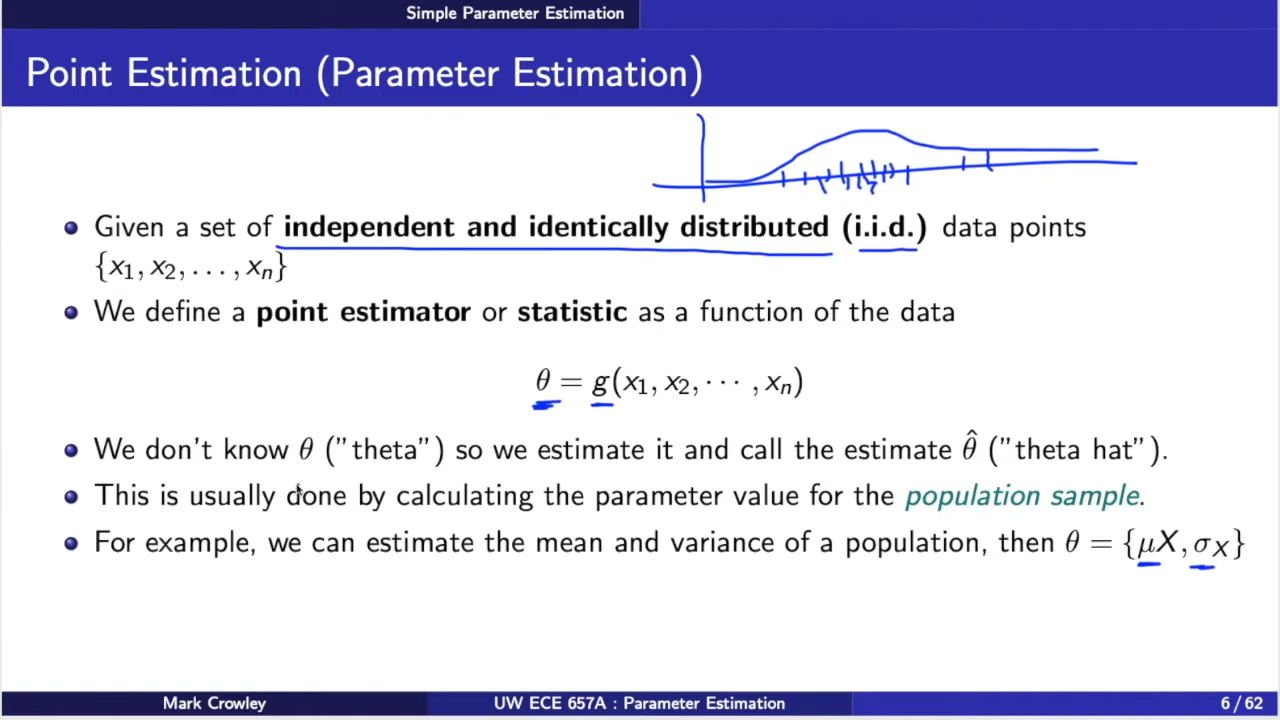 Simple Parameter Estimation
Point Estimation (Parameter Estimation)
Given a set of independent and identically distributed (i.i.d.) data points
{x₁, x₂, . . . , xₙ}
We define a point estimator or statistic as a function of the data
θ = g(x₁, x₂, · · · , xₙ)
We don't know θ ("theta") so we estimate it and call the estimate θ̂ ("theta hat").
This is usually done by calculating the parameter value for the population sample.
For example, we can estimate the mean and variance of a population, then θ = {μX, σ_X}
Mark Crowley UW ECE 657A : Parameter Estimation 6 / 62